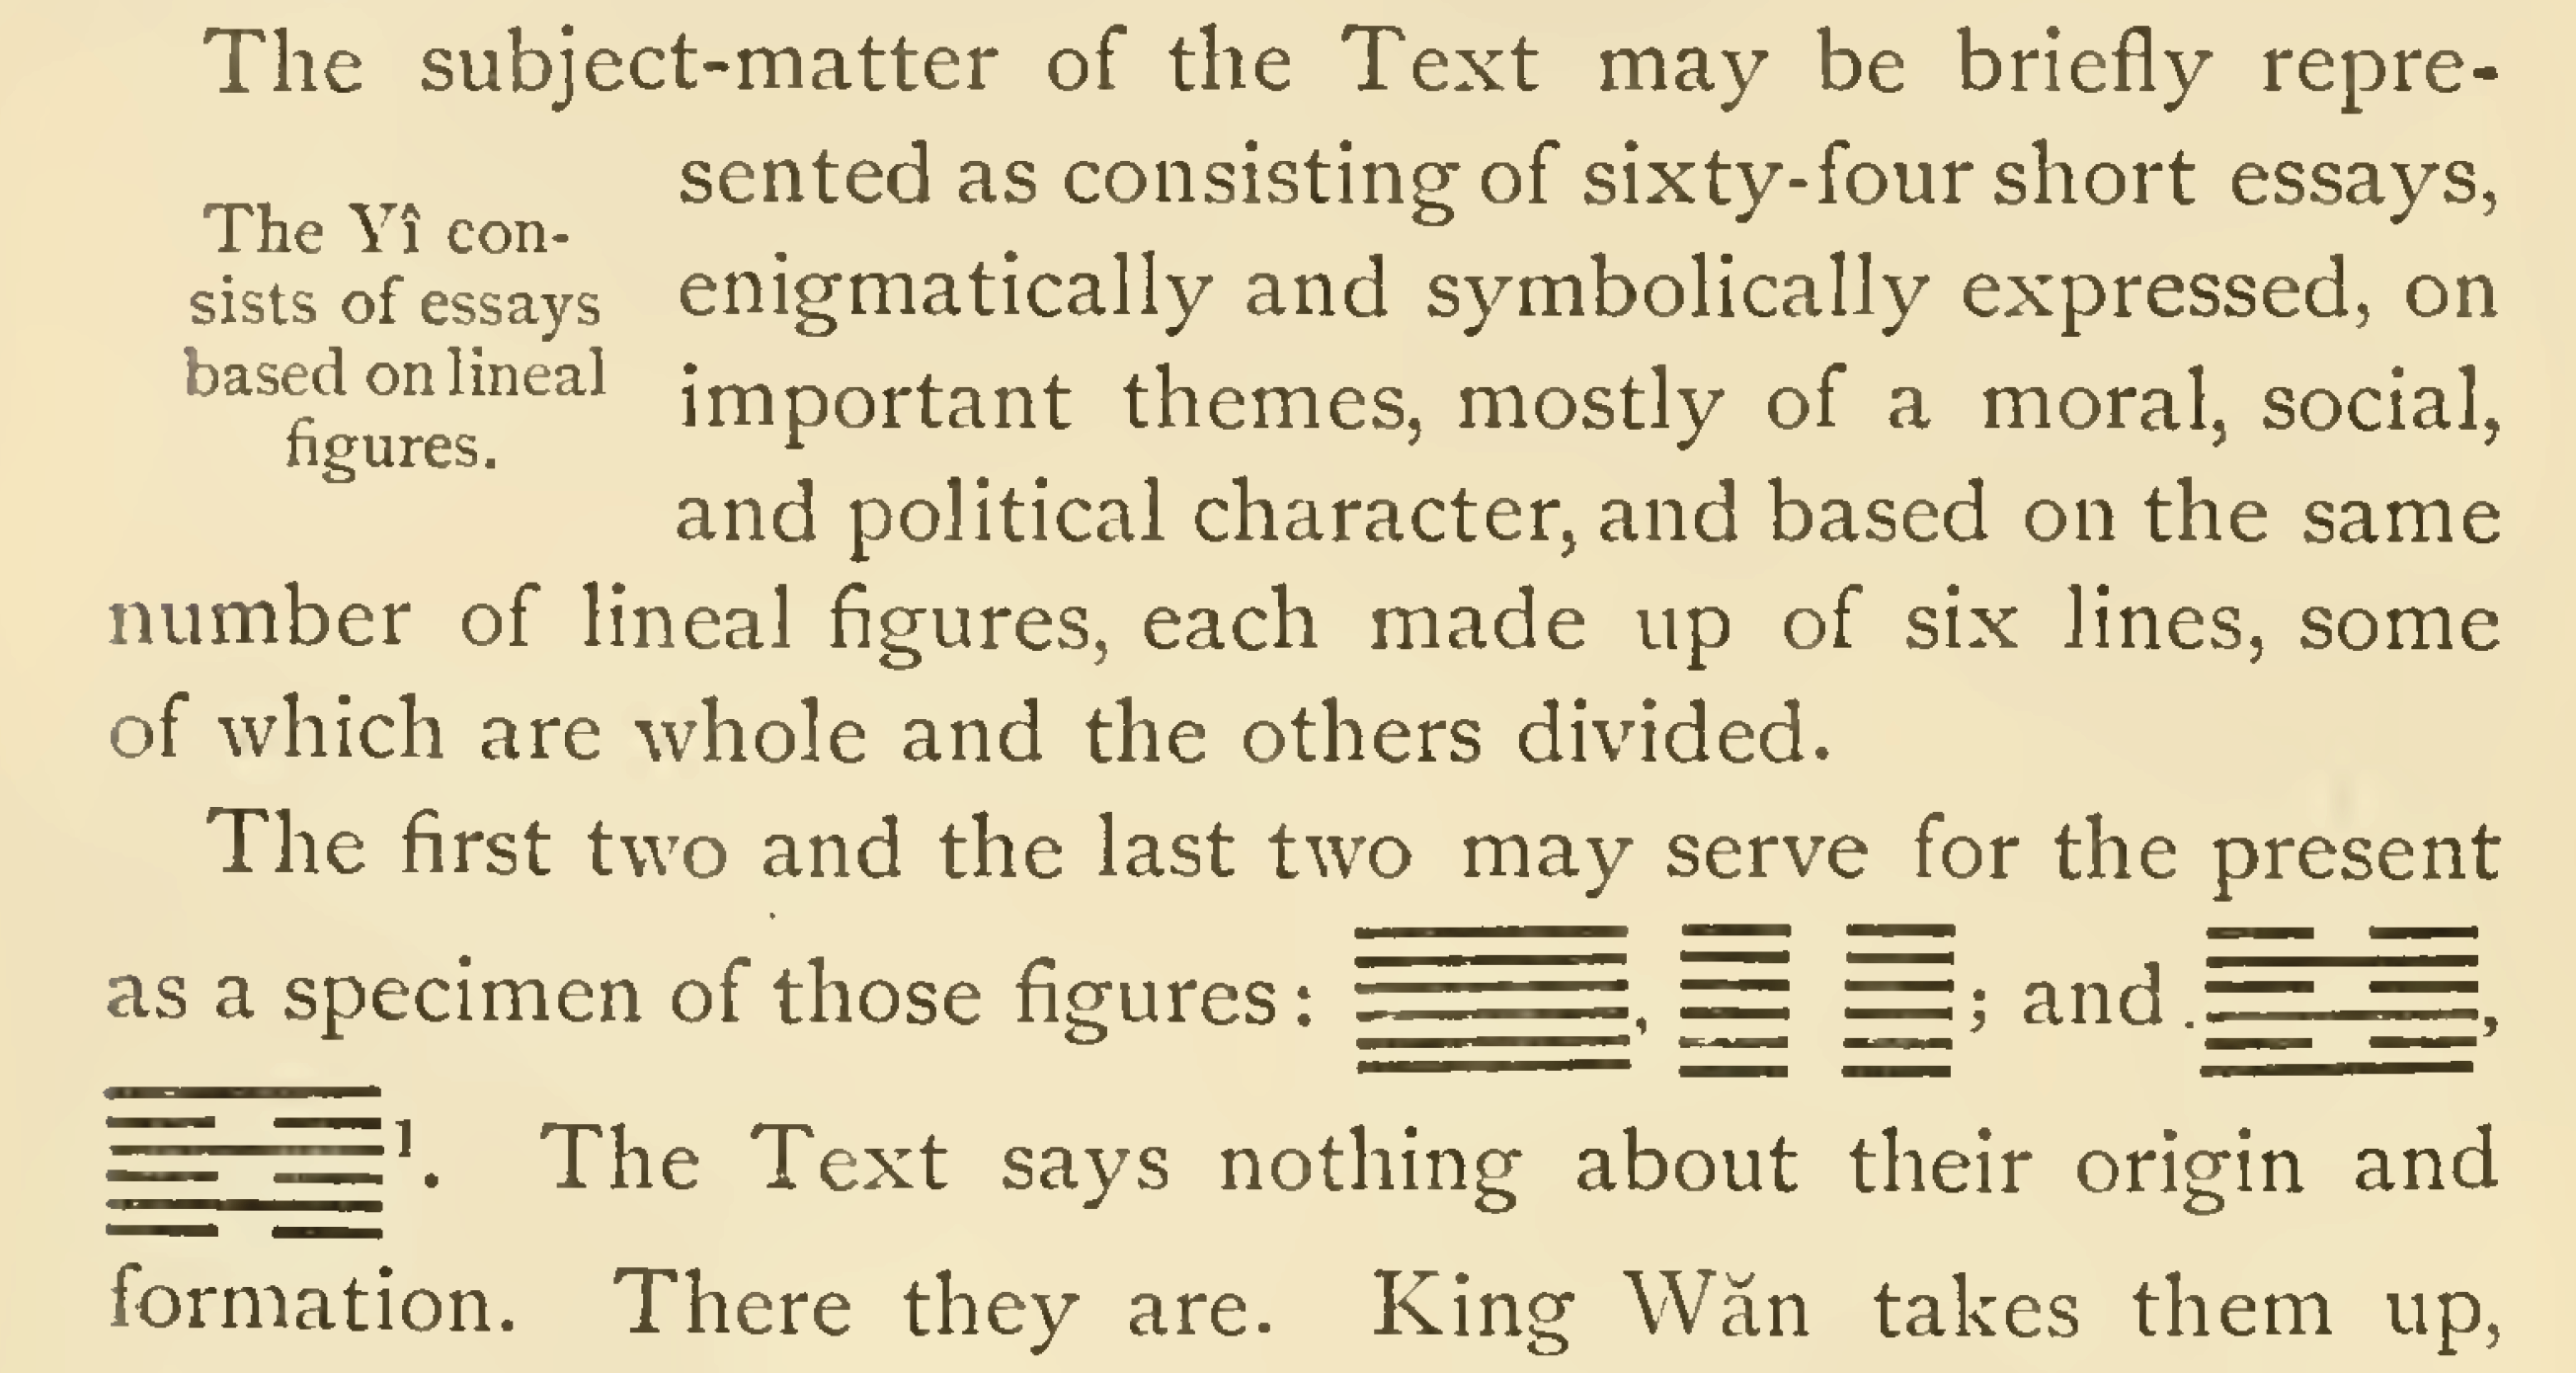 The subject-matter of the Text may be briefly repre-
sented as consisting of sixty-four short essays,
The Yî con-
sists of essays
based on lineal
figures.
enigmatically and symbolically expressed, on
important themes, mostly of a moral, social,
and political character, and based on the same
number of lineal figures, each made up of six lines, some
of which are whole and the others divided.
The first two and the last two may serve for the present
as a specimen of those figures: ䷀, ䷁; and ䷾,
䷿¹. The Text says nothing about their origin and
formation. There they are. King Wăn takes them up,